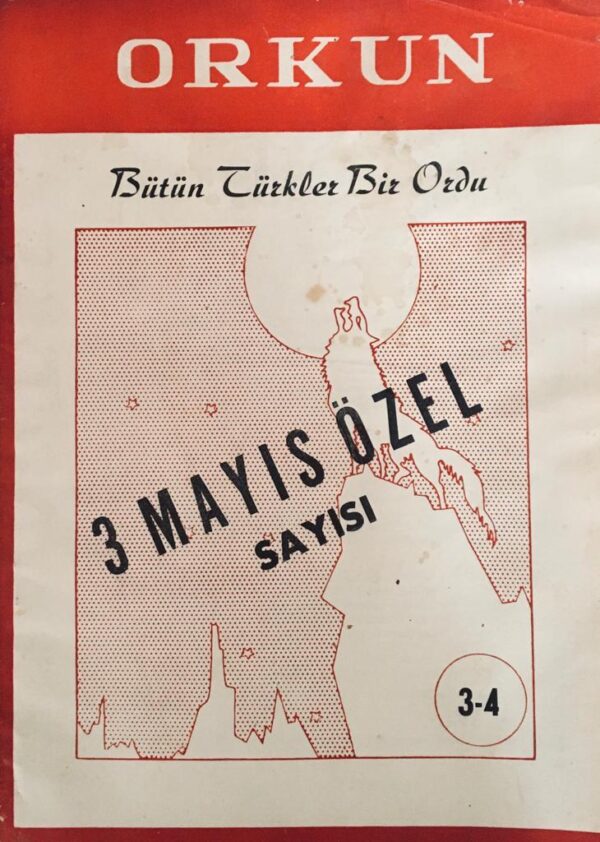 ORKUN
Bütün Türkler Bir Ordu
3 MAYIS ÖZEL
SAYISI
3-4